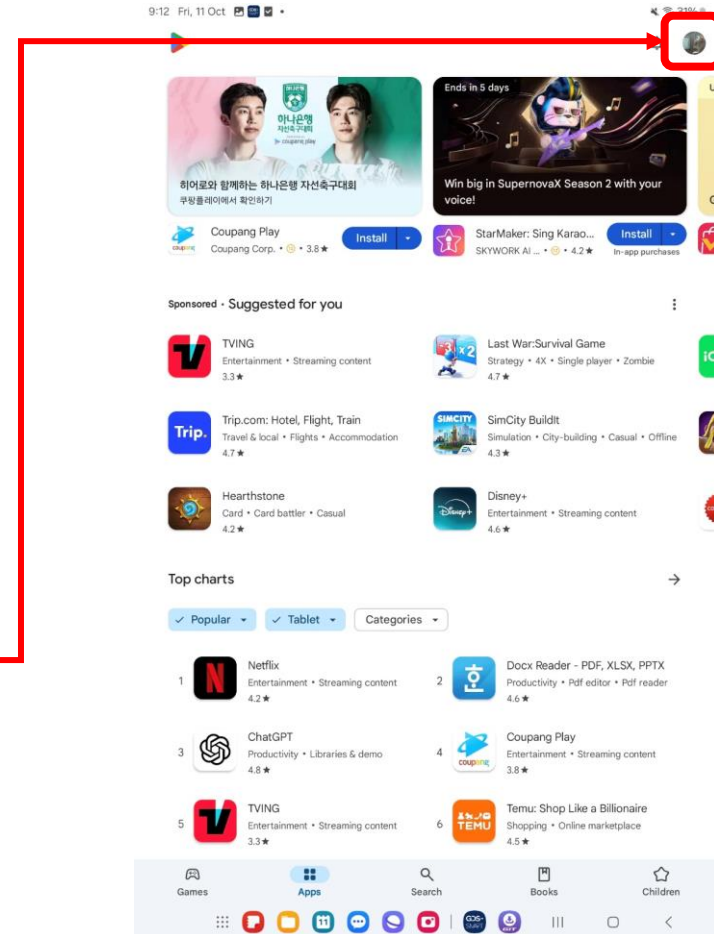 9:12 Fri, 11 Oct
31%
Ends in 5 days
하나은행
자선축구대회
coupang play
히어로와 함께하는 하나은행 자선축구대회
쿠팡플레이에서 확인하기
Win big in SupernovaX Season 2 with your
voice!
coupang
Coupang Play
Coupang Corp. • 3.8★
Install
StarMaker: Sing Karao...
SKYWORK AI ... • 4.2★
Install
In-app purchases
Sponsored • Suggested for you
TVING
Entertainment • Streaming content
3.3★
Last War:Survival Game
Strategy • 4X • Single player • Zombie
4.7★
Trip.
Trip.com: Hotel, Flight, Train
Travel & local • Flights • Accommodation
4.7★
SIMCITY
EA
SimCity BuildIt
Simulation • City-building • Casual • Offline
4.3★
Hearthstone
Card • Card battler • Casual
4.2★
Disney+
Disney+
Entertainment • Streaming content
4.6★
Top charts
Popular
Tablet
Categories
1
Netflix
Entertainment • Streaming content
4.2★
2
Docx Reader - PDF, XLSX, PPTX
Productivity • Pdf editor • Pdf reader
4.6★
3
ChatGPT
Productivity • Libraries & demo
4.8★
4
coupang
Coupang Play
Entertainment • Streaming content
3.8★
5
TVING
Entertainment • Streaming content
3.3★
6
TEMU
Temu: Shop Like a Billionaire
Shopping • Online marketplace
4.5★
Games
Apps
Search
Books
Children
11